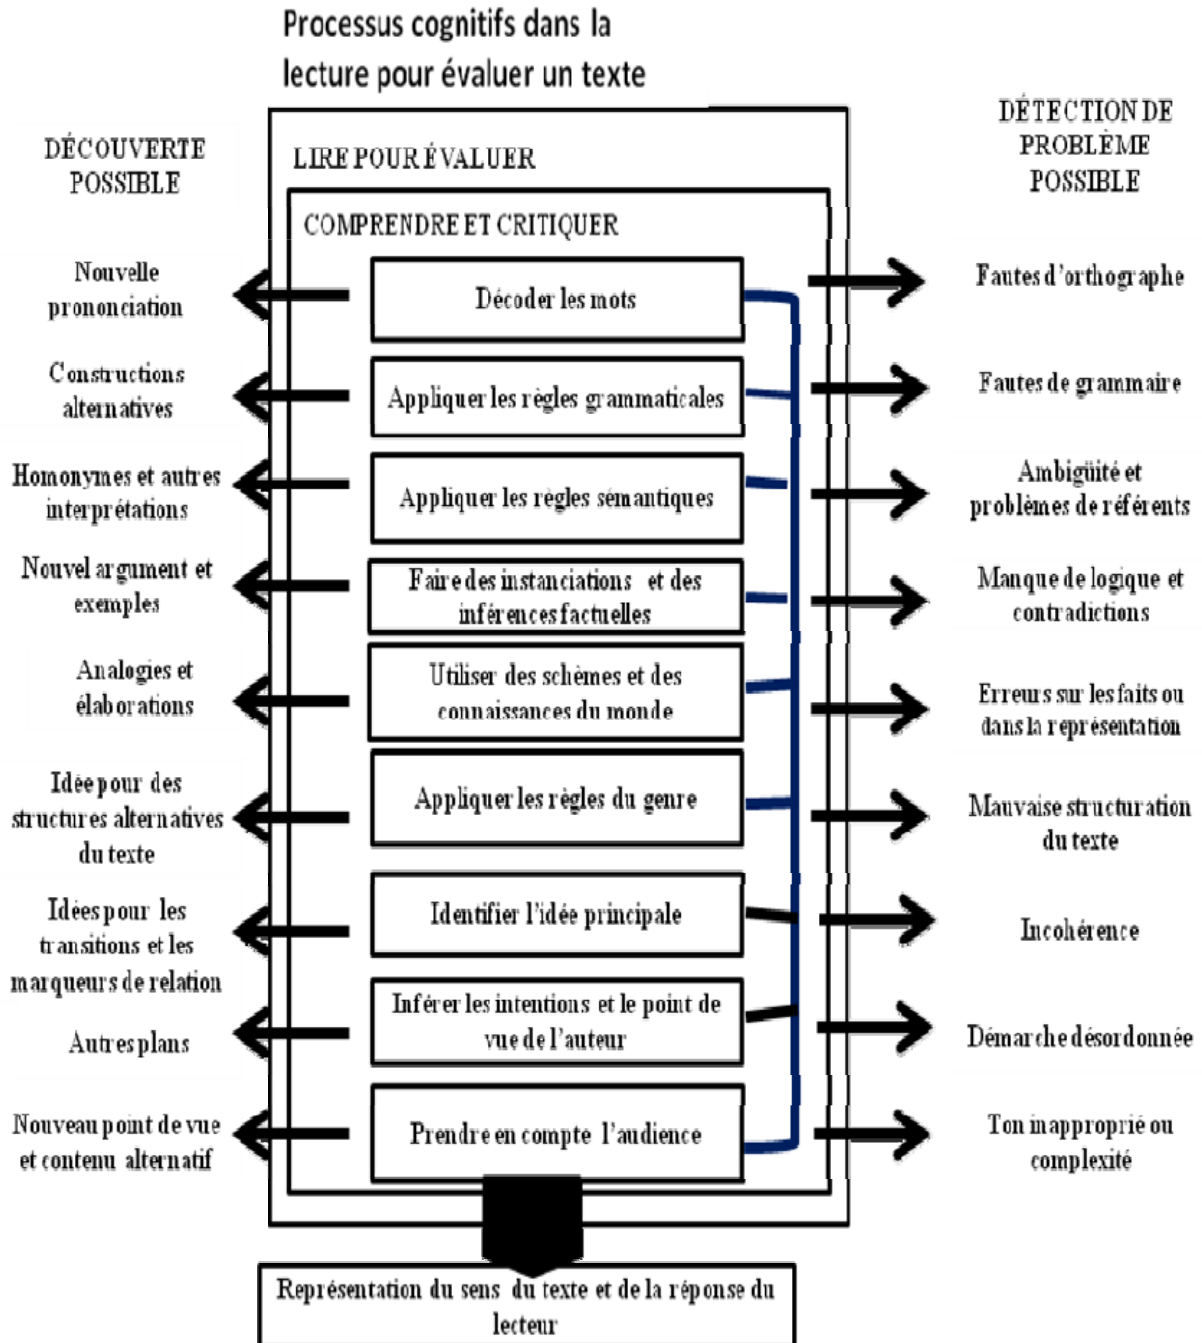 Processus cognitifs dans la
lecture pour évaluer un texte
DÉCOUVERTE
POSSIBLE
LIRE POUR ÉVALUER
COMPRENDRE ET CRITIQUER
DÉTECTION DE
PROBLÈME
POSSIBLE
Nouvelle
prononciation
Décoder les mots
Fautes d'orthographe
Constructions
alternatives
Appliquer les règles grammaticales
Fautes de grammaire
Homonymes et autres
interprétations
Appliquer les règles sémantiques
Ambigüité et
problèmes de référents
Nouvel argument et
exemples
Faire des instanciations et des
inférences factuelles
Manque de logique et
contradictions
Analogies et
élaborations
Utiliser des schèmes et des
connaissances du monde
Erreurs sur les faits ou
dans la représentation
Idée pour des
structures alternatives
du texte
Appliquer les règles du genre
Mauvaise structuration
du texte
Idées pour les
transitions et les
marqueurs de relation
Identifier l'idée principale
Incohérence
Autres plans
Inférer les intentions et le point de
vue de l'auteur
Démarche désordonnée
Nouveau point de vue
et contenu alternatif
Prendre en compte l'audience
Ton inapproprié ou
complexité
Représentation du sens du texte et de la réponse du
lecteur